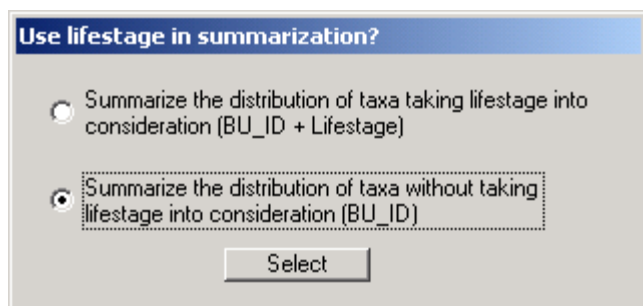 Use lifestage in summarization?
Summarize the distribution of taxa taking lifestage into
consideration (BU_ID + Lifestage)
Summarize the distribution of taxa without taking
lifestage into consideration (BU_ID)
Select